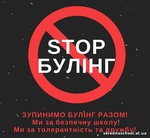 STOP
БУЛІНГ
ЗУПИНИМО БУЛІНГ РАЗОМ!
Ми за безпечну школу!
Ми за толерантність та дружбу!